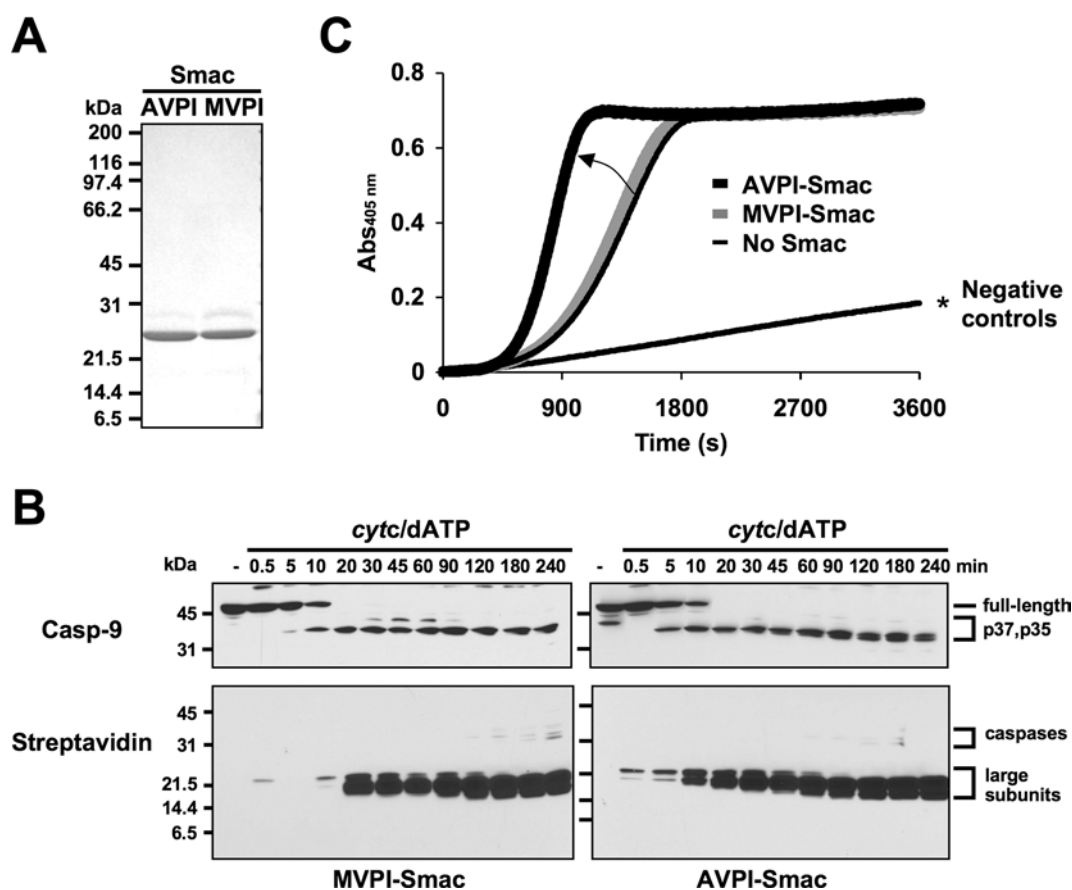 A
Smac
kDa AVPI MVPI
200
116
97.4
66.2
45
31
21.5
14.4
6.5
C
0.8
0.6
0.4
0.2
0
Abs405 nm
0 900 1800 2700 3600
Time (s)
AVPI-Smac
MVPI-Smac
No Smac
* Negative
controls
B
cytc/dATP cytc/dATP
kDa - 0.5 5 10 20 30 45 60 90 120 180 240 - 0.5 5 10 20 30 45 60 90 120 180 240 min
Casp-9
45
31
full-length
p37,p35
Streptavidin
45
31
21.5
14.4
6.5
caspases
large
subunits
MVPI-Smac AVPI-Smac